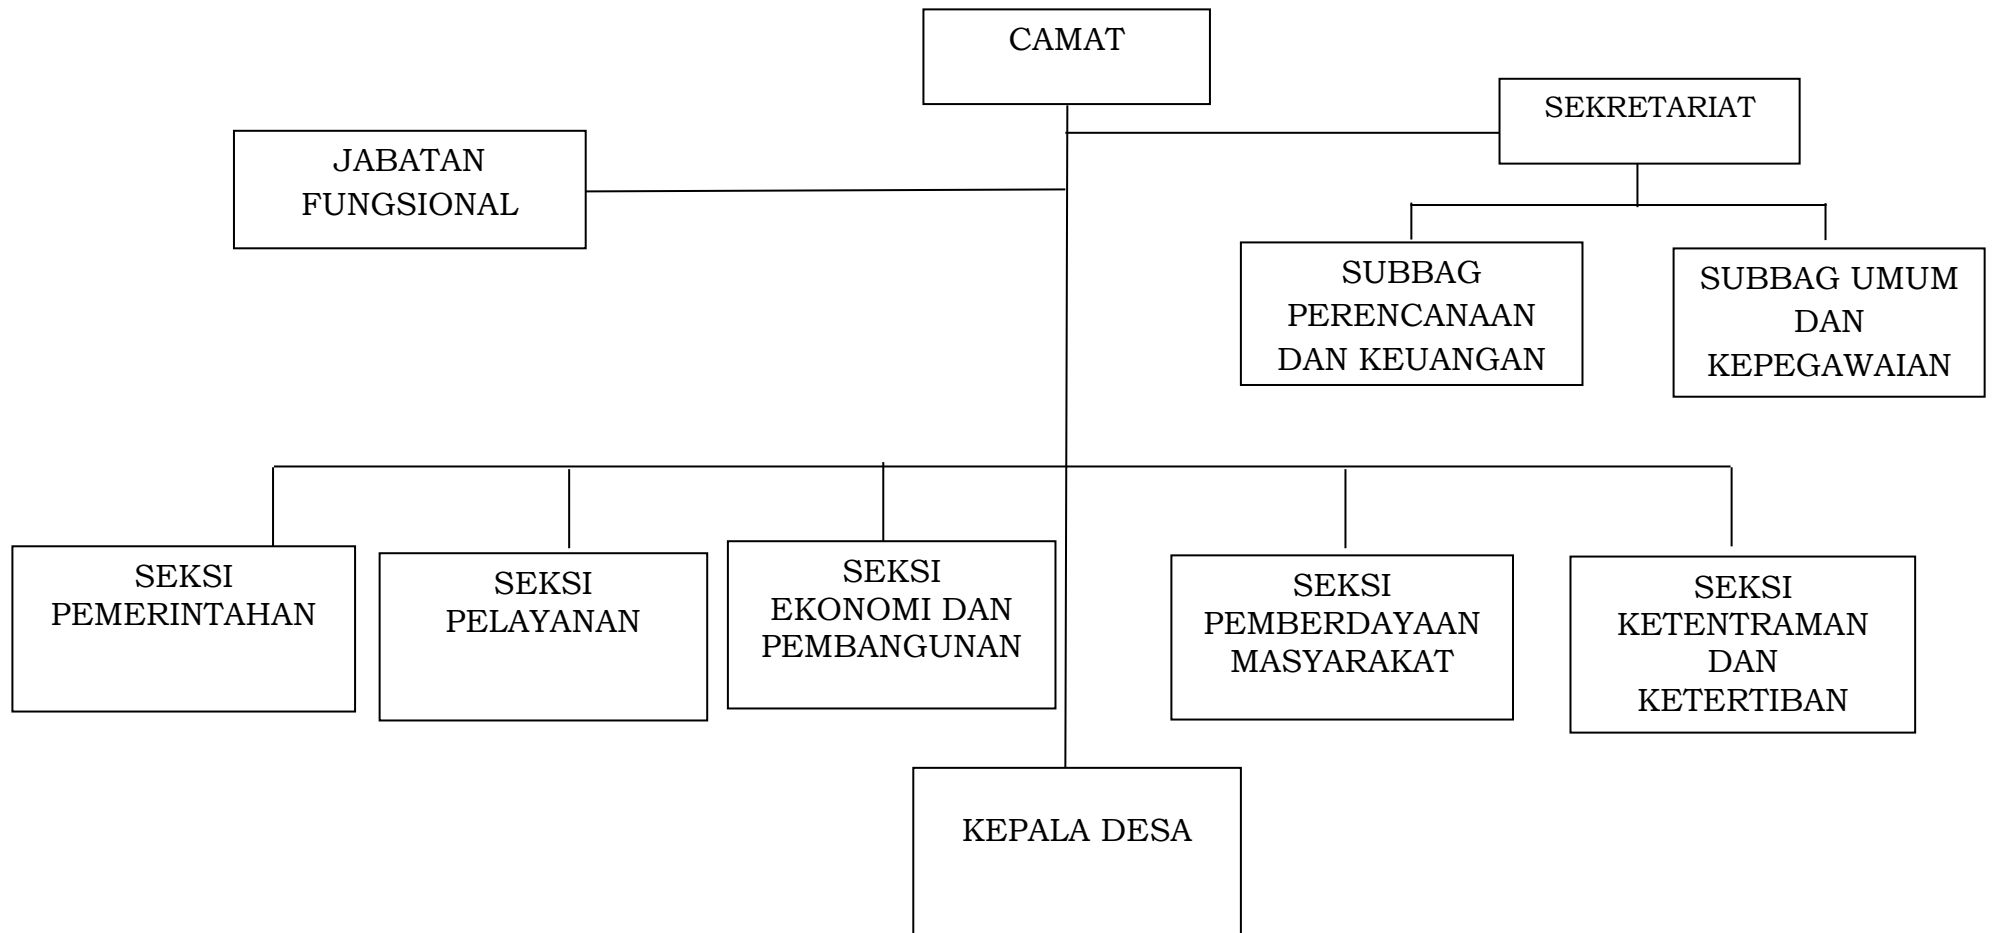 CAMAT
SEKRETARIAT
JABATAN
FUNGSIONAL
SUBBAG
PERENCANAAN
DAN KEUANGAN
SUBBAG UMUM
DAN
KEPEGAWAIAN
SEKSI
PEMERINTAHAN
SEKSI
PELAYANAN
SEKSI
EKONOMI DAN
PEMBANGUNAN
SEKSI
PEMBERDAYAAN
MASYARAKAT
SEKSI
KETENTRAMAN
DAN
KETERTIBAN
KEPALA DESA